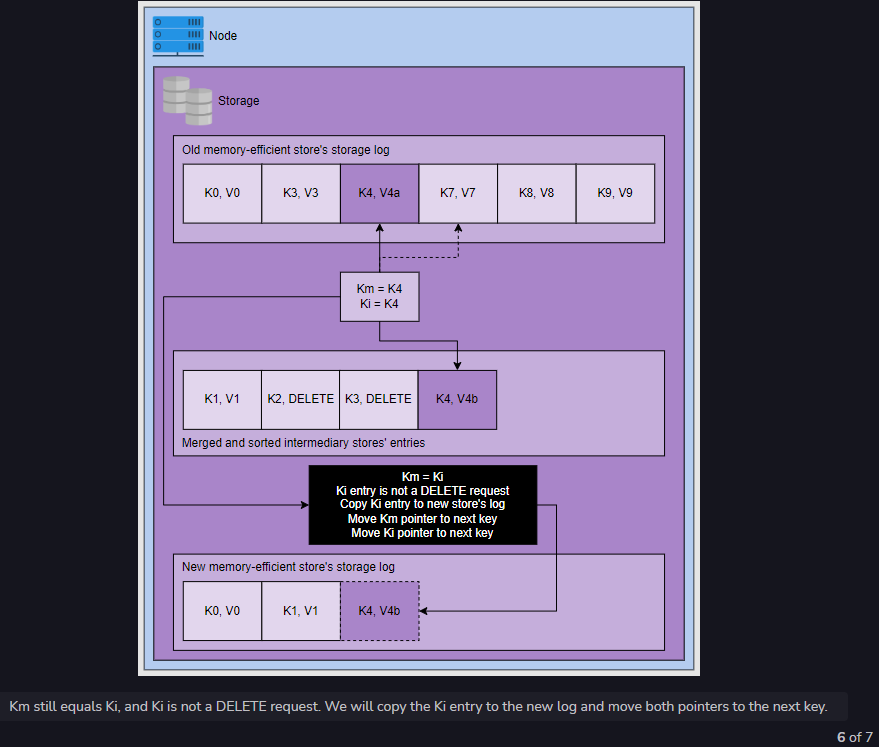 Node
Storage
Old memory-efficient store's storage log
K0, V0 K3, V3 K4, V4a K7, V7 K8, V8 K9, V9
Km = K4
Ki = K4
K1, V1 K2, DELETE K3, DELETE K4, V4b
Merged and sorted intermediary stores' entries
Km = Ki
Ki entry is not a DELETE request
Copy Ki entry to new store's log
Move Km pointer to next key
Move Ki pointer to next key
New memory-efficient store's storage log
K0, V0 K1, V1 K4, V4b
Km still equals Ki, and Ki is not a DELETE request. We will copy the Ki entry to the new log and move both pointers to the next key.
6 of 7